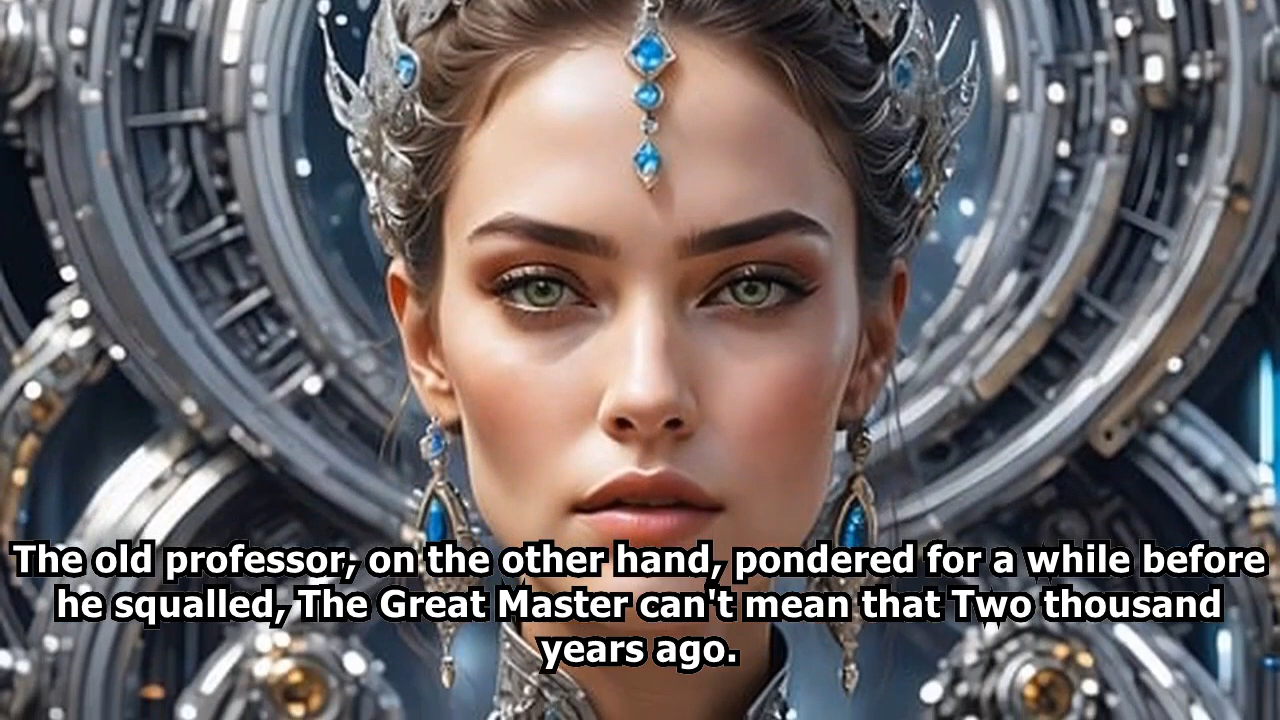 The old professor, on the other hand, pondered for a while before
he squalled, The Great Master can't mean that Two thousand
years ago.